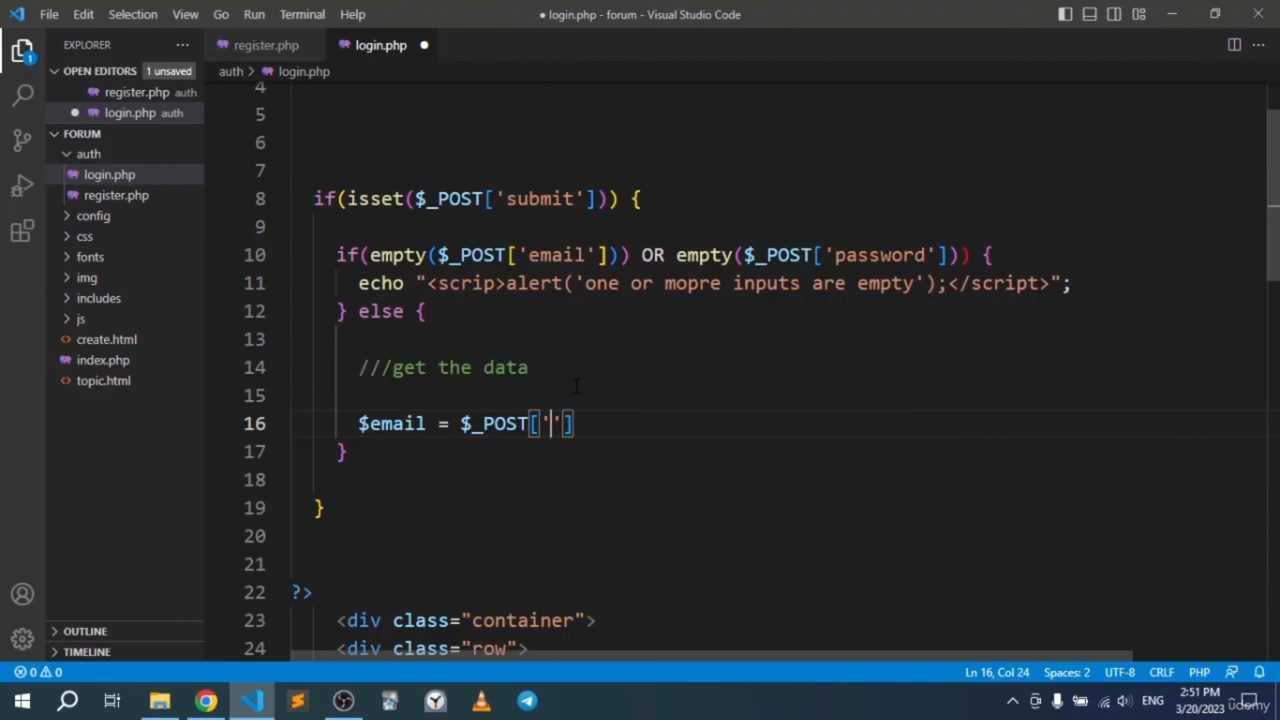 File Edit Selection View Go Run Terminal Help
● login.php - forum - Visual Studio Code
EXPLORER
register.php
login.php
OPEN EDITORS 1 unsaved
auth > login.php
register.php auth
login.php auth
FORUM
auth
login.php
register.php
config
css
fonts
img
includes
js
create.html
index.php
topic.html
OUTLINE
TIMELINE
4
5
6
7
8 if(isset($_POST['submit'])) {
9
10 if(empty($_POST['email'])) OR empty($_POST['password'])) {
11 echo "<scrip>alert('one or mopre inputs are empty');</script>";
12 } else {
13
14 ///get the data
15
16 $email = $_POST['']
17 }
18
19 }
20
21
22 ?>
23 <div class="container">
24 <div class="row">
0 0
Ln 16, Col 24 Spaces: 2 UTF-8 CRLF PHP
ENG
2:51 PM
3/20/2023
udemy
1